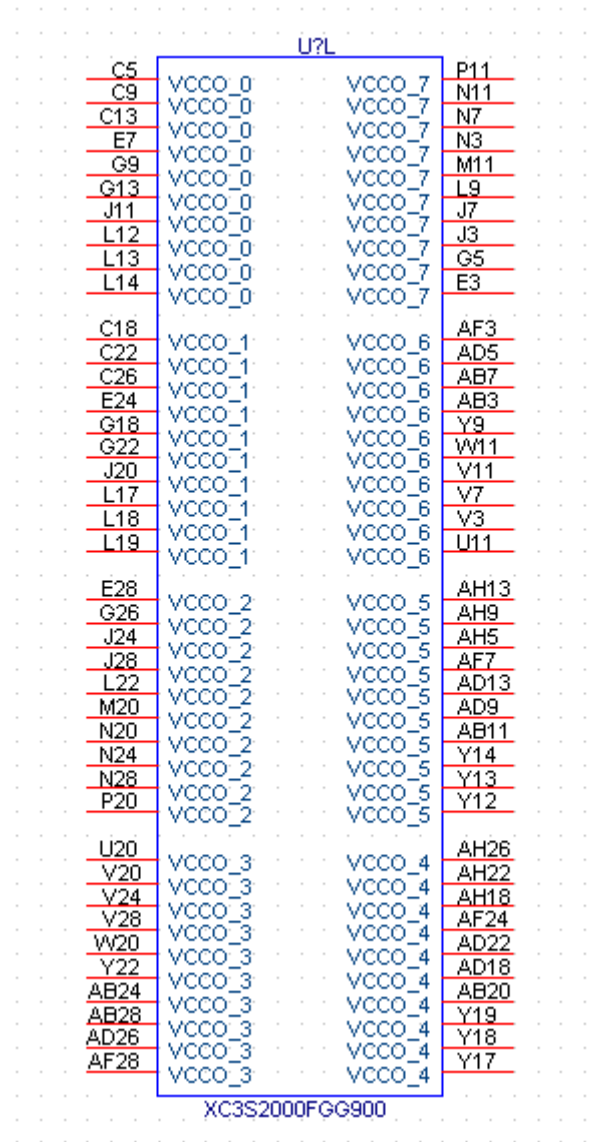 U?L
C5 VCCO_0 VCCO_7 P11
C9 VCCO_0 VCCO_7 N11
C13 VCCO_0 VCCO_7 N7
E7 VCCO_0 VCCO_7 N3
G9 VCCO_0 VCCO_7 M11
G13 VCCO_0 VCCO_7 L9
J11 VCCO_0 VCCO_7 J7
L12 VCCO_0 VCCO_7 J3
L13 VCCO_0 VCCO_7 G5
L14 VCCO_0 VCCO_7 E3
C18 VCCO_1 VCCO_6 AF3
C22 VCCO_1 VCCO_6 AD5
C26 VCCO_1 VCCO_6 AB7
E24 VCCO_1 VCCO_6 AB3
G18 VCCO_1 VCCO_6 Y9
G22 VCCO_1 VCCO_6 W11
J20 VCCO_1 VCCO_6 V11
L17 VCCO_1 VCCO_6 V7
L18 VCCO_1 VCCO_6 V3
L19 VCCO_1 VCCO_6 U11
E28 VCCO_2 VCCO_5 AH13
G26 VCCO_2 VCCO_5 AH9
J24 VCCO_2 VCCO_5 AH5
J28 VCCO_2 VCCO_5 AF7
L22 VCCO_2 VCCO_5 AD13
M20 VCCO_2 VCCO_5 AD9
N20 VCCO_2 VCCO_5 AB11
N24 VCCO_2 VCCO_5 Y14
N28 VCCO_2 VCCO_5 Y13
P20 VCCO_2 VCCO_5 Y12
U20 VCCO_3 VCCO_4 AH26
V20 VCCO_3 VCCO_4 AH22
V24 VCCO_3 VCCO_4 AH18
V28 VCCO_3 VCCO_4 AF24
W20 VCCO_3 VCCO_4 AD22
Y22 VCCO_3 VCCO_4 AD18
AB24 VCCO_3 VCCO_4 AB20
AB28 VCCO_3 VCCO_4 Y19
AD26 VCCO_3 VCCO_4 Y18
AF28 VCCO_3 VCCO_4 Y17
XC3S2000FGG900